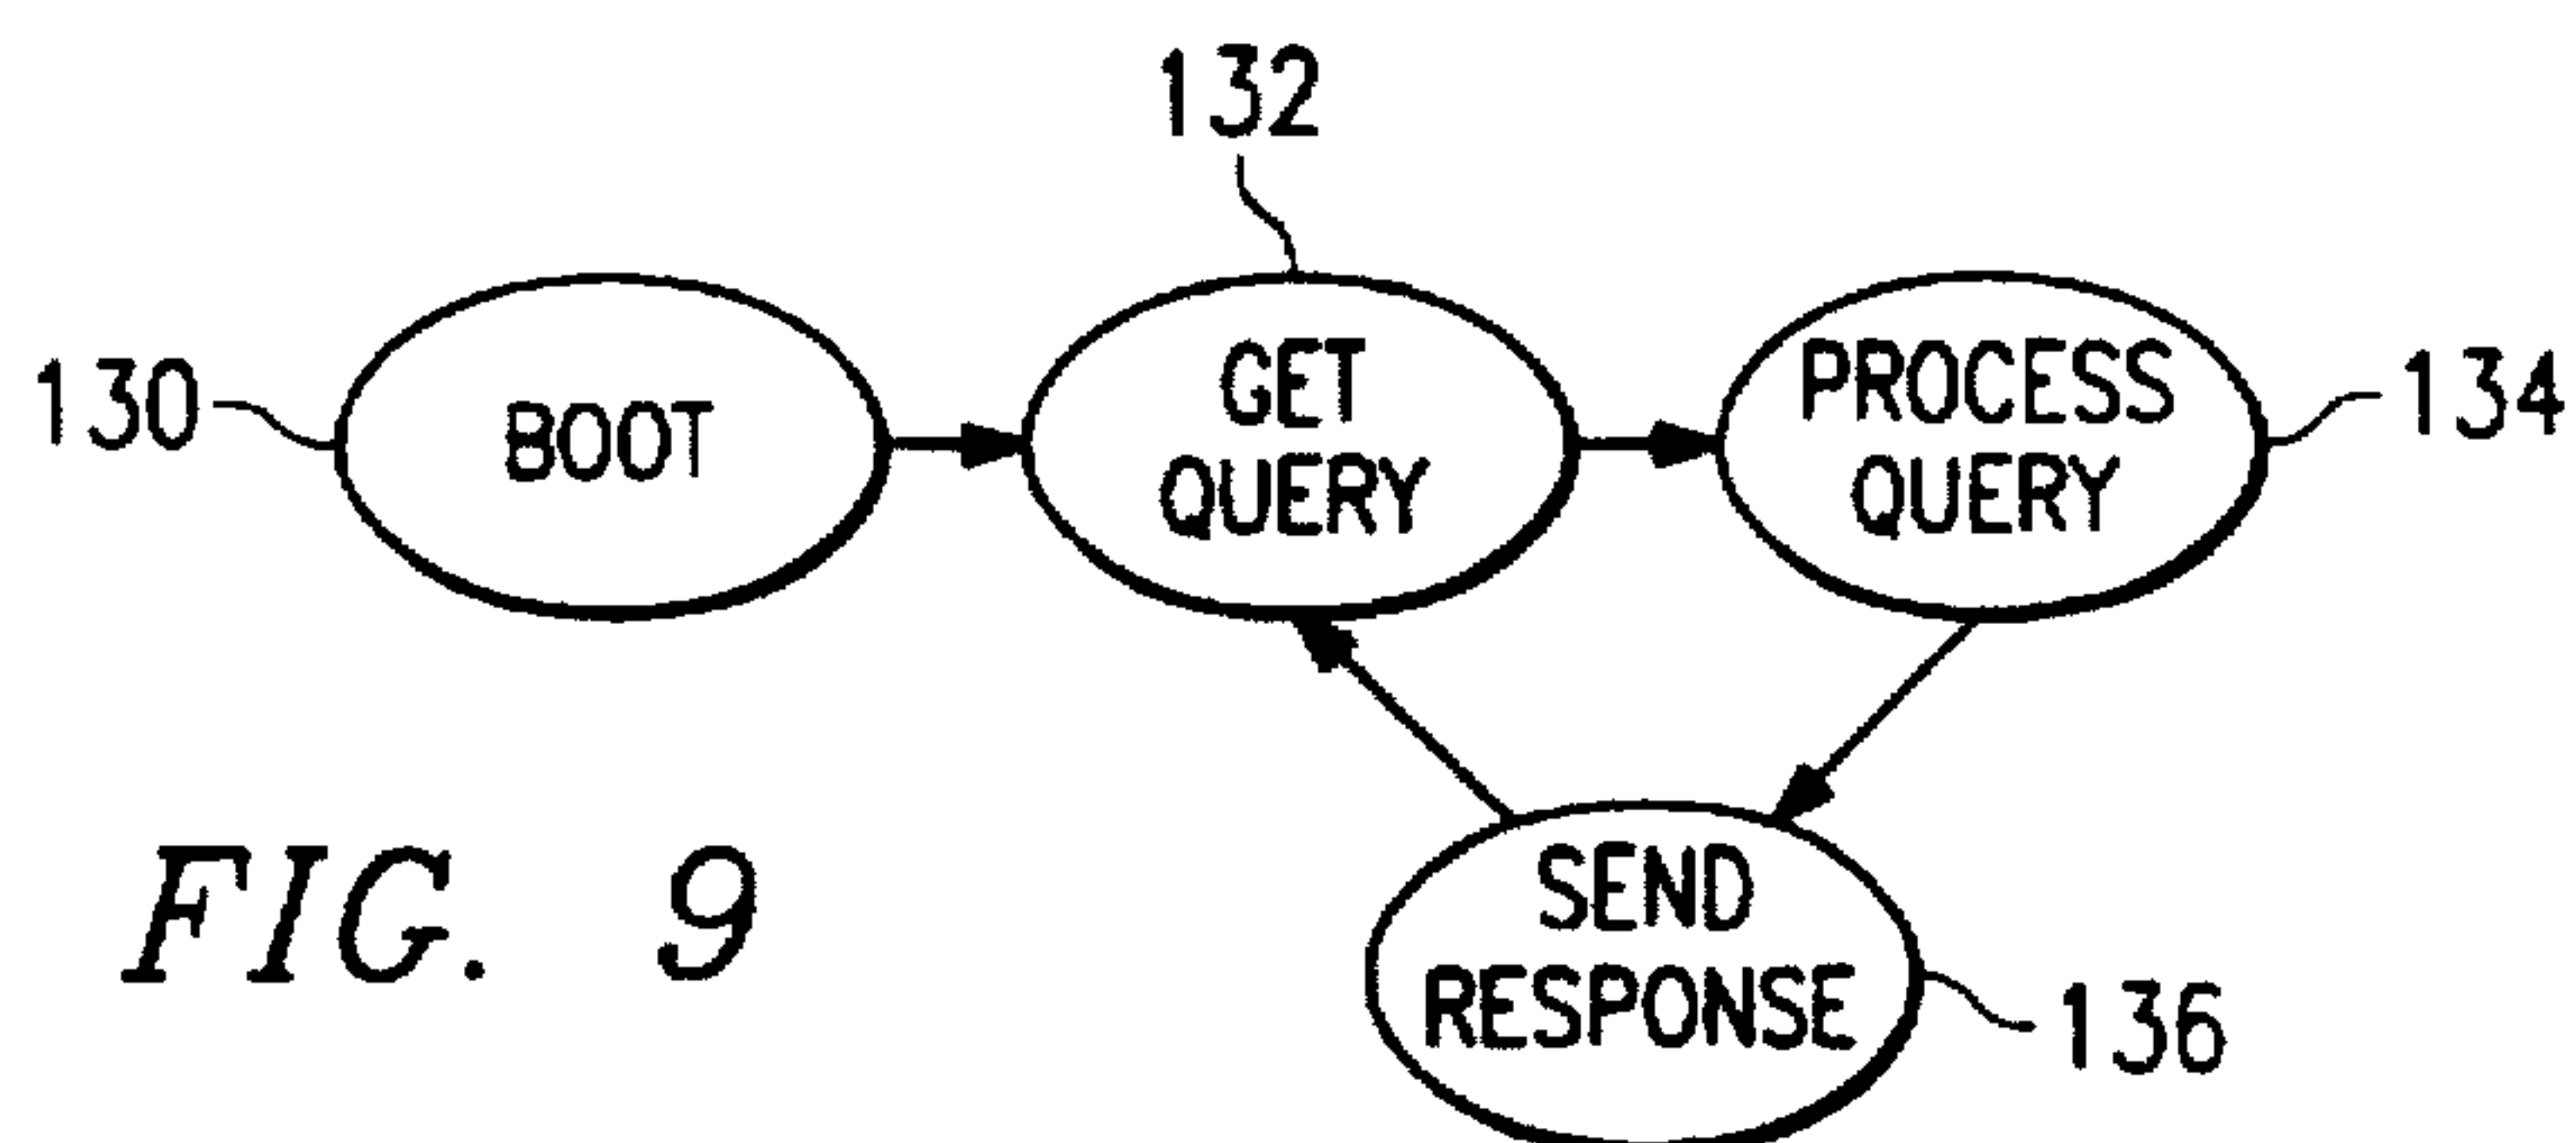 132
130
BOOT
GET
QUERY
PROCESS
QUERY
134
SEND
RESPONSE
136
FIG. 9